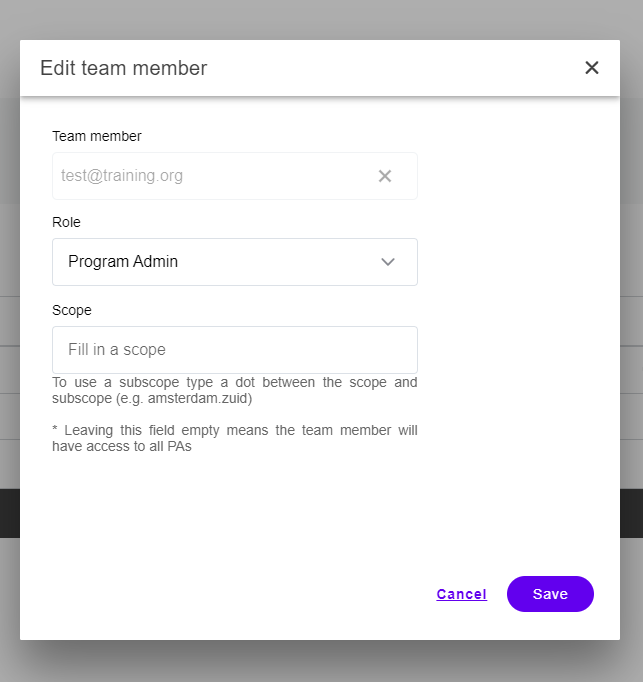 Edit team member
Team member
test@training.org
Role
Program Admin
Scope
Fill in a scope
To use a subscope type a dot between the scope and
subscope (e.g. amsterdam.zuid)
* Leaving this field empty means the team member will
have access to all PAs
Cancel
Save